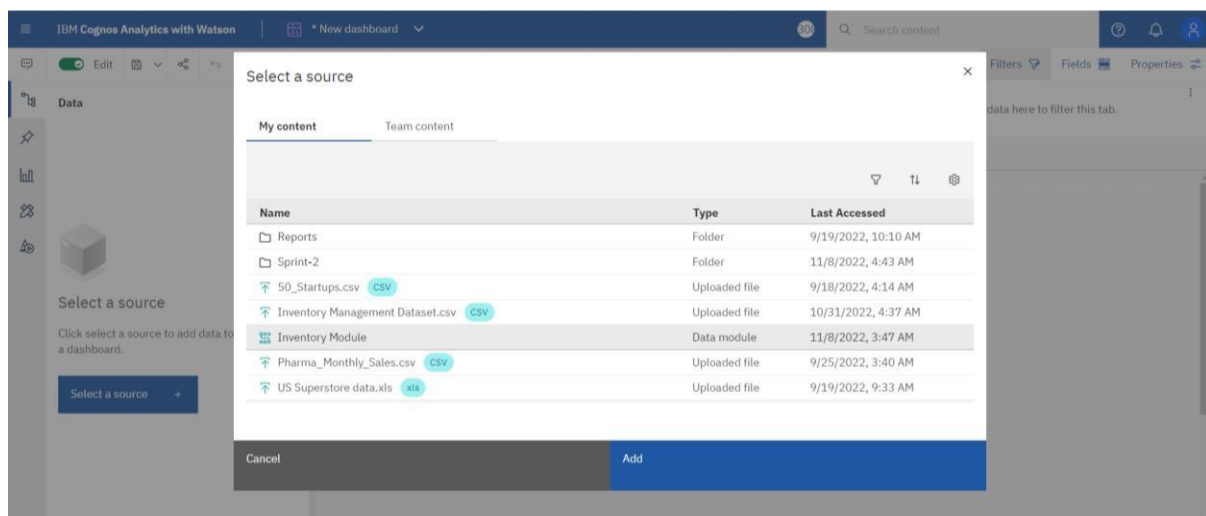 IBM Cognos Analytics with Watson
* New dashboard
30
Search content
Edit
Filters
Fields
Properties
Data
data here to filter this tab.
Select a source
My content
Team content
Name Type Last Accessed
Reports Folder 9/19/2022, 10:10 AM
Sprint-2 Folder 11/8/2022, 4:43 AM
50_Startups.csv CSV Uploaded file 9/18/2022, 4:14 AM
Inventory Management Dataset.csv CSV Uploaded file 10/31/2022, 4:37 AM
Inventory Module Data module 11/8/2022, 3:47 AM
Pharma_Monthly_Sales.csv CSV Uploaded file 9/25/2022, 3:40 AM
US Superstore data.xls xls Uploaded file 9/19/2022, 9:33 AM
Cancel
Add
Select a source
Click select a source to add data to
a dashboard.
Select a source +